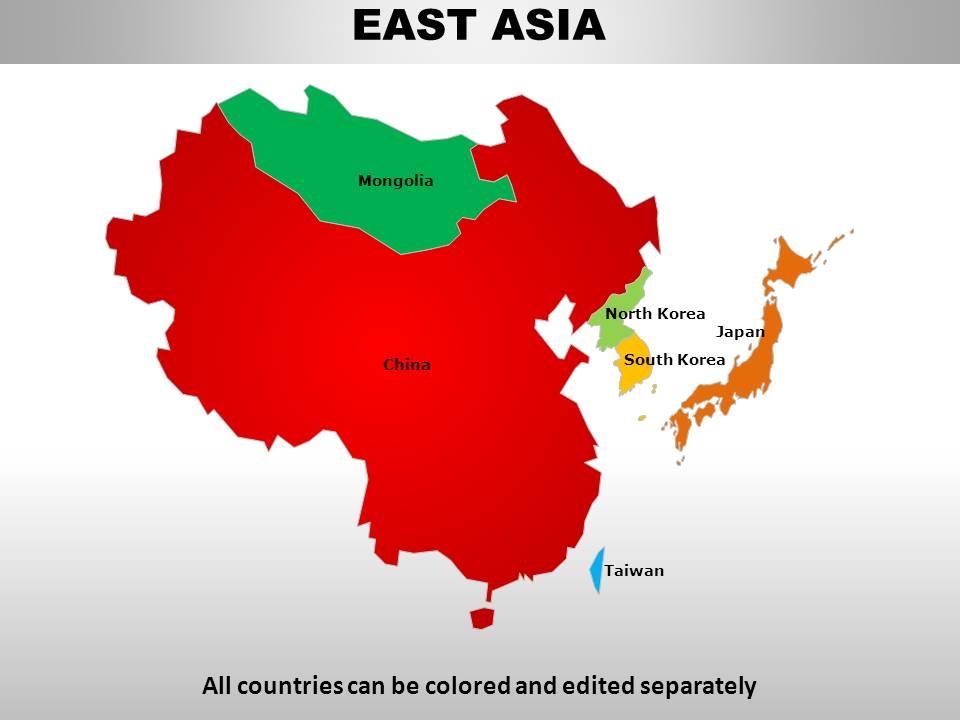 EAST ASIA
Mongolia
North Korea
Japan
South Korea
China
Taiwan
All countries can be colored and edited separately